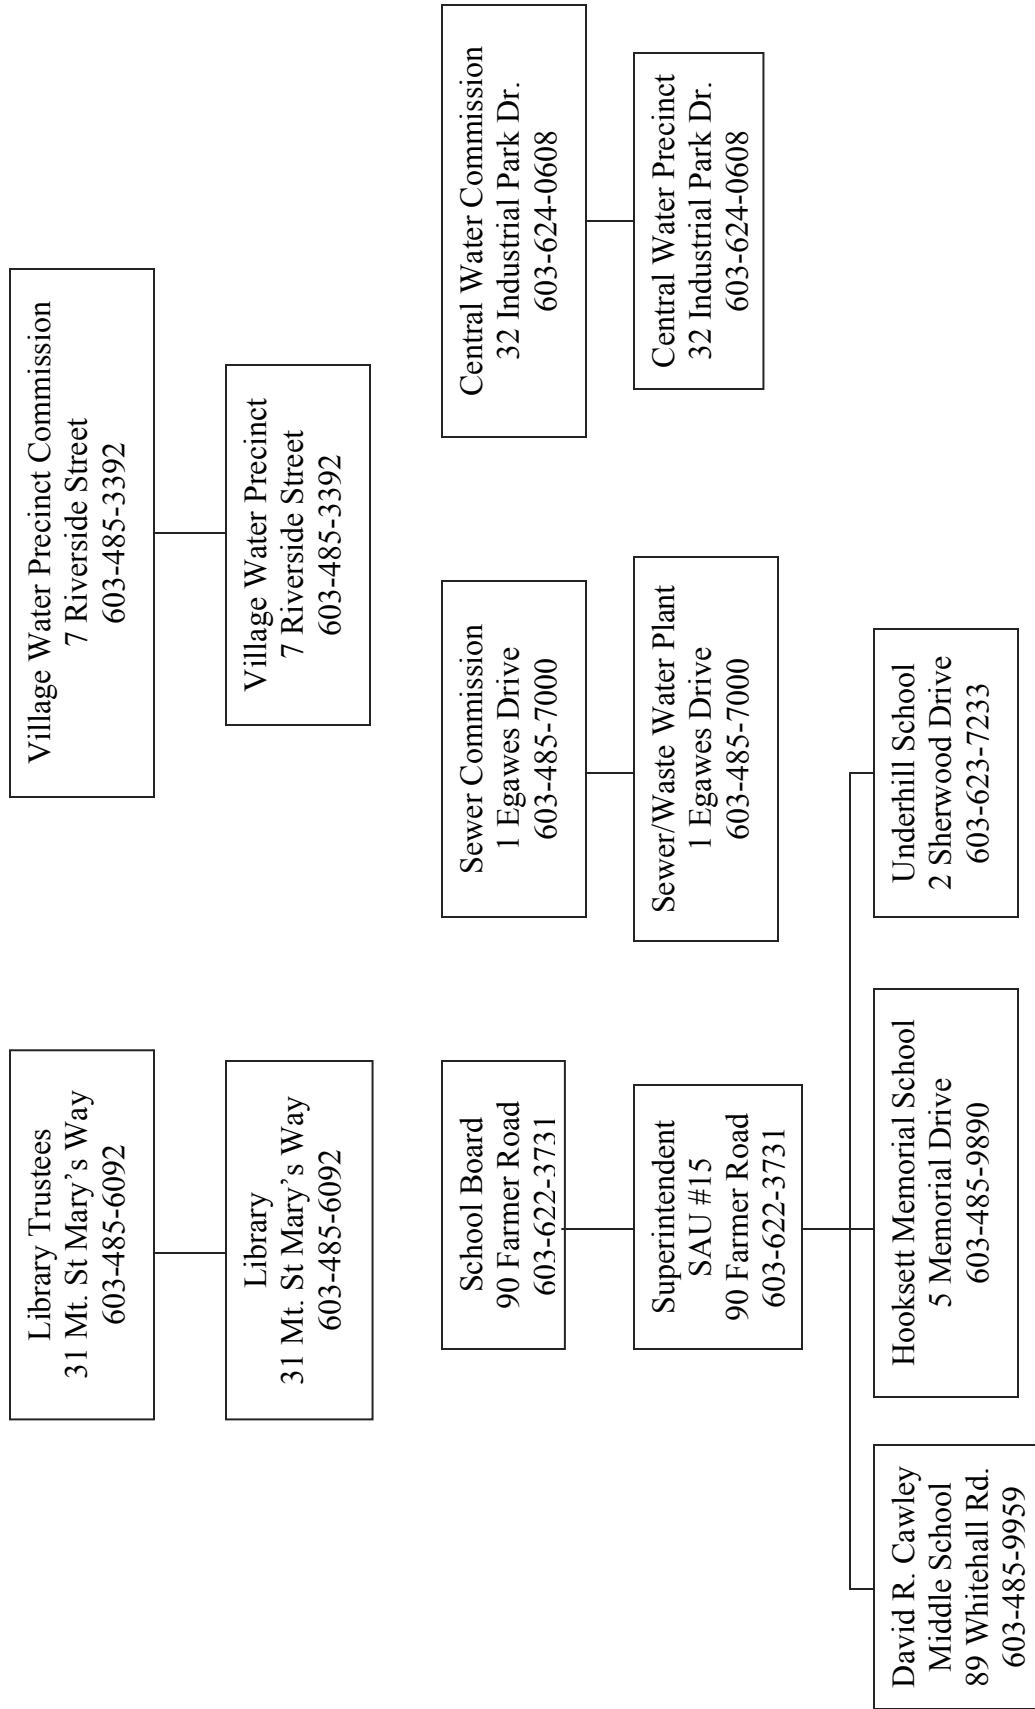 Library Trustees
31 Mt. St Mary's Way
603-485-6092
Library
31 Mt. St Mary's Way
603-485-6092
Village Water Precinct Commission
7 Riverside Street
603-485-3392
Village Water Precinct
7 Riverside Street
603-485-3392
School Board
90 Farmer Road
603-622-3731
Superintendent
SAU #15
90 Farmer Road
603-622-3731
Sewer Commission
1 Egawes Drive
603-485-7000
Sewer/Waste Water Plant
1 Egawes Drive
603-485-7000
Central Water Commission
32 Industrial Park Dr.
603-624-0608
Central Water Precinct
32 Industrial Park Dr.
603-624-0608
David R. Cawley
Middle School
89 Whitehall Rd.
603-485-9959
Hooksett Memorial School
5 Memorial Drive
603-485-9890
Underhill School
2 Sherwood Drive
603-623-7233